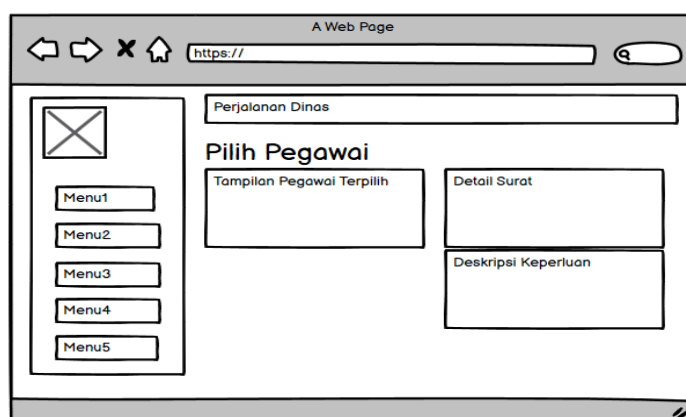 A Web Page
https://
Perjalanan Dinas
Pilih Pegawai
Menu1
Menu2
Menu3
Menu4
Menu5
Tampilan Pegawai Terpilih
Detail Surat
Deskripsi Keperluan